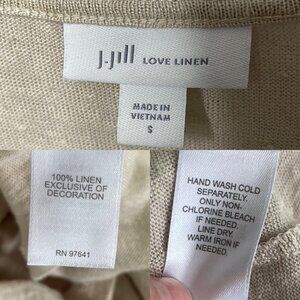 J.Jill LOVE LINEN
MADE IN
VIETNAM
S
100% LINEN
EXCLUSIVE OF
DECORATION
RN 97641
HAND WASH COLD
SEPARATELY.
ONLY NON-
CHLORINE BLEACH
IF NEEDED.
LINE DRY.
WARM IRON IF
NEEDED.